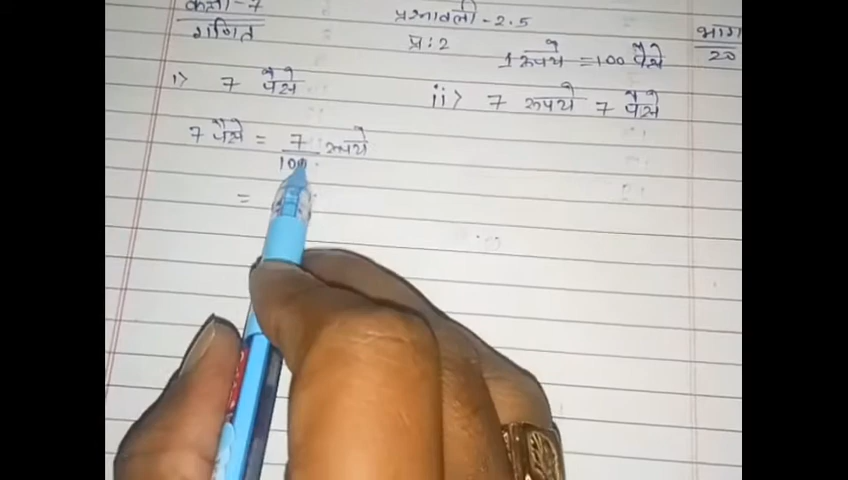 कक्षा-7
गणित
प्रश्नावली-2.5
प्र:2
1 रुपये = 100 पैसे
भाग
20
i> 7 पैसे
ii> 7 रुपये 7 पैसे
7 पैसे = 7/100 रुपये
=